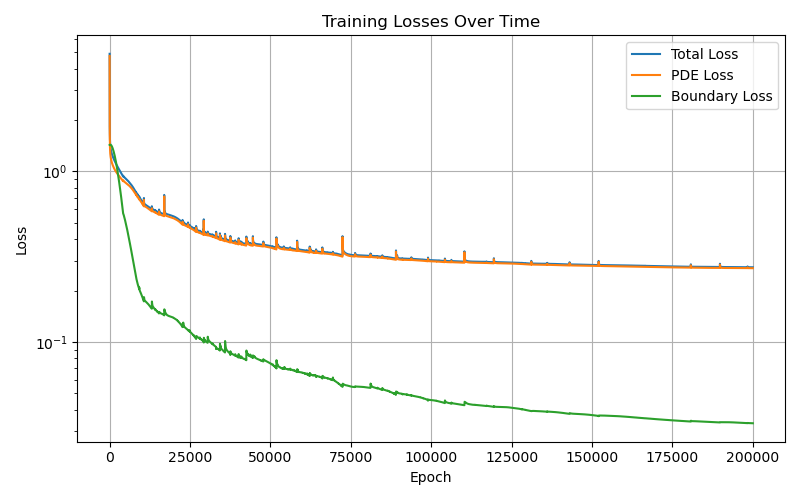 Training Losses Over Time
Total Loss
PDE Loss
Boundary Loss
10⁰
10⁻¹
Loss
0 25000 50000 75000 100000 125000 150000 175000 200000
Epoch